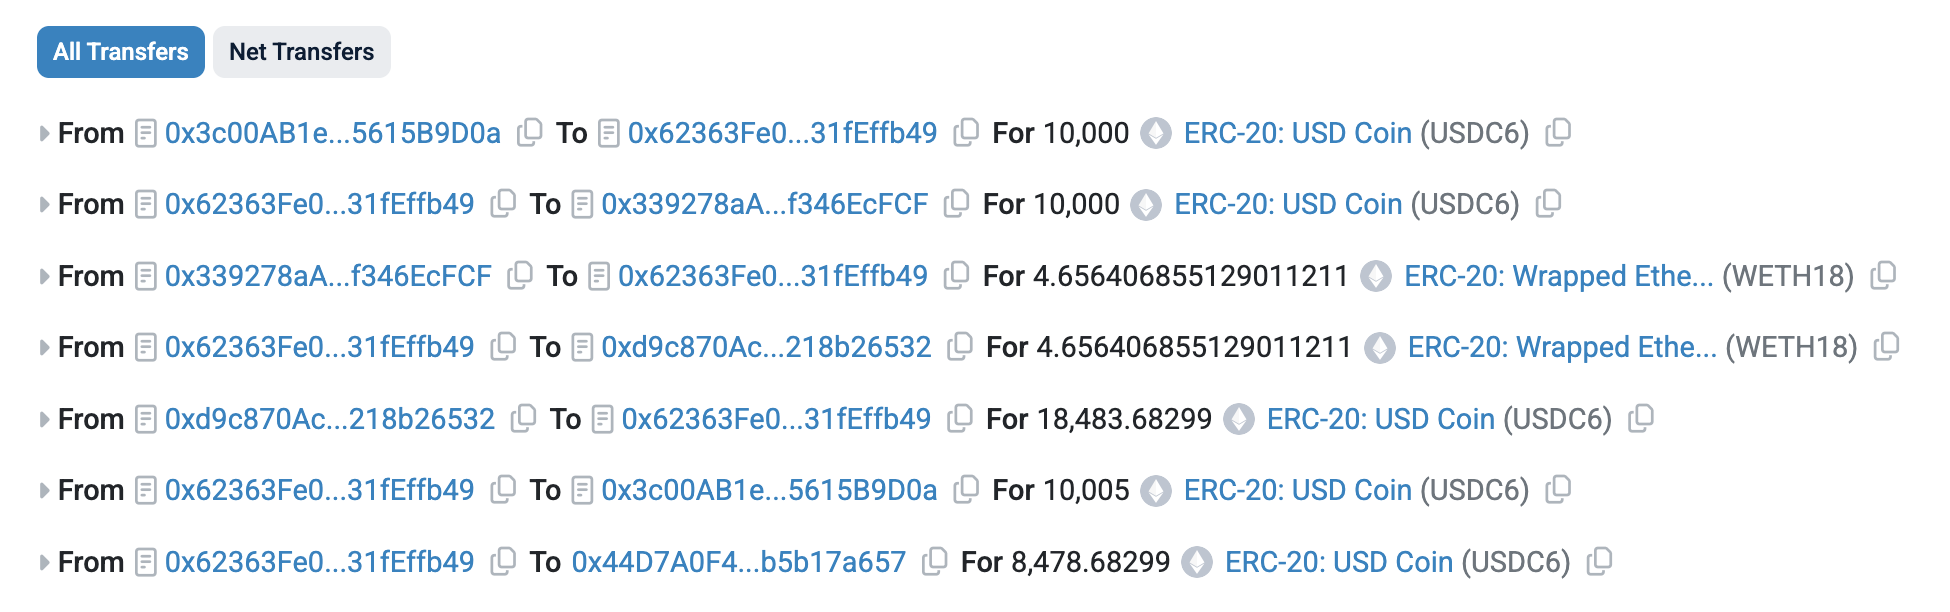 All Transfers Net Transfers
From 0x3c00AB1e...5615B9D0a To 0x62363Fe0...31fEffb49 For 10,000 ERC-20: USD Coin (USDC6)
From 0x62363Fe0...31fEffb49 To 0x339278aA...f346EcFCF For 10,000 ERC-20: USD Coin (USDC6)
From 0x339278aA...f346EcFCF To 0x62363Fe0...31fEffb49 For 4.656406855129011211 ERC-20: Wrapped Ethe... (WETH18)
From 0x62363Fe0...31fEffb49 To 0xd9c870Ac...218b26532 For 4.656406855129011211 ERC-20: Wrapped Ethe... (WETH18)
From 0xd9c870Ac...218b26532 To 0x62363Fe0...31fEffb49 For 18,483.68299 ERC-20: USD Coin (USDC6)
From 0x62363Fe0...31fEffb49 To 0x3c00AB1e...5615B9D0a For 10,005 ERC-20: USD Coin (USDC6)
From 0x62363Fe0...31fEffb49 To 0x44D7A0F4...b5b17a657 For 8,478.68299 ERC-20: USD Coin (USDC6)